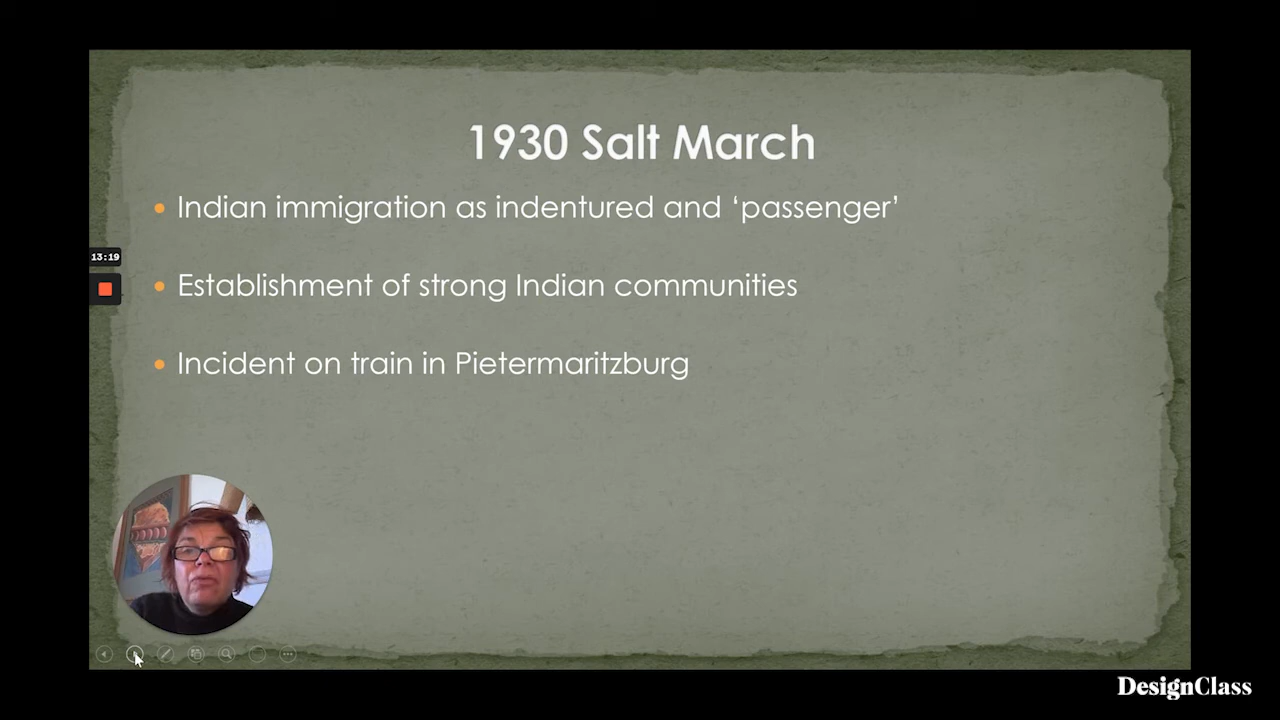 1930 Salt March
Indian immigration as indentured and ‘passenger’
13:19
Establishment of strong Indian communities
Incident on train in Pietermaritzburg
DesignClass